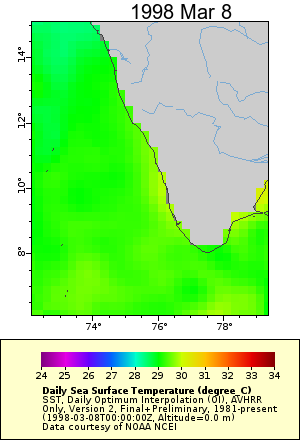 1998 Mar 8
14°
12°
10°
8°
74°
76°
78°
24 25 26 27 28 29 30 31 32 33 34
Daily Sea Surface Temperature (degree_C)
SST, Daily Optimum Interpolation (OI), AVHRR
Only, Version 2, Final+Preliminary, 1981-present
(1998-03-08T00:00:00Z, Altitude=0.0 m)
Data courtesy of NOAA NCEI